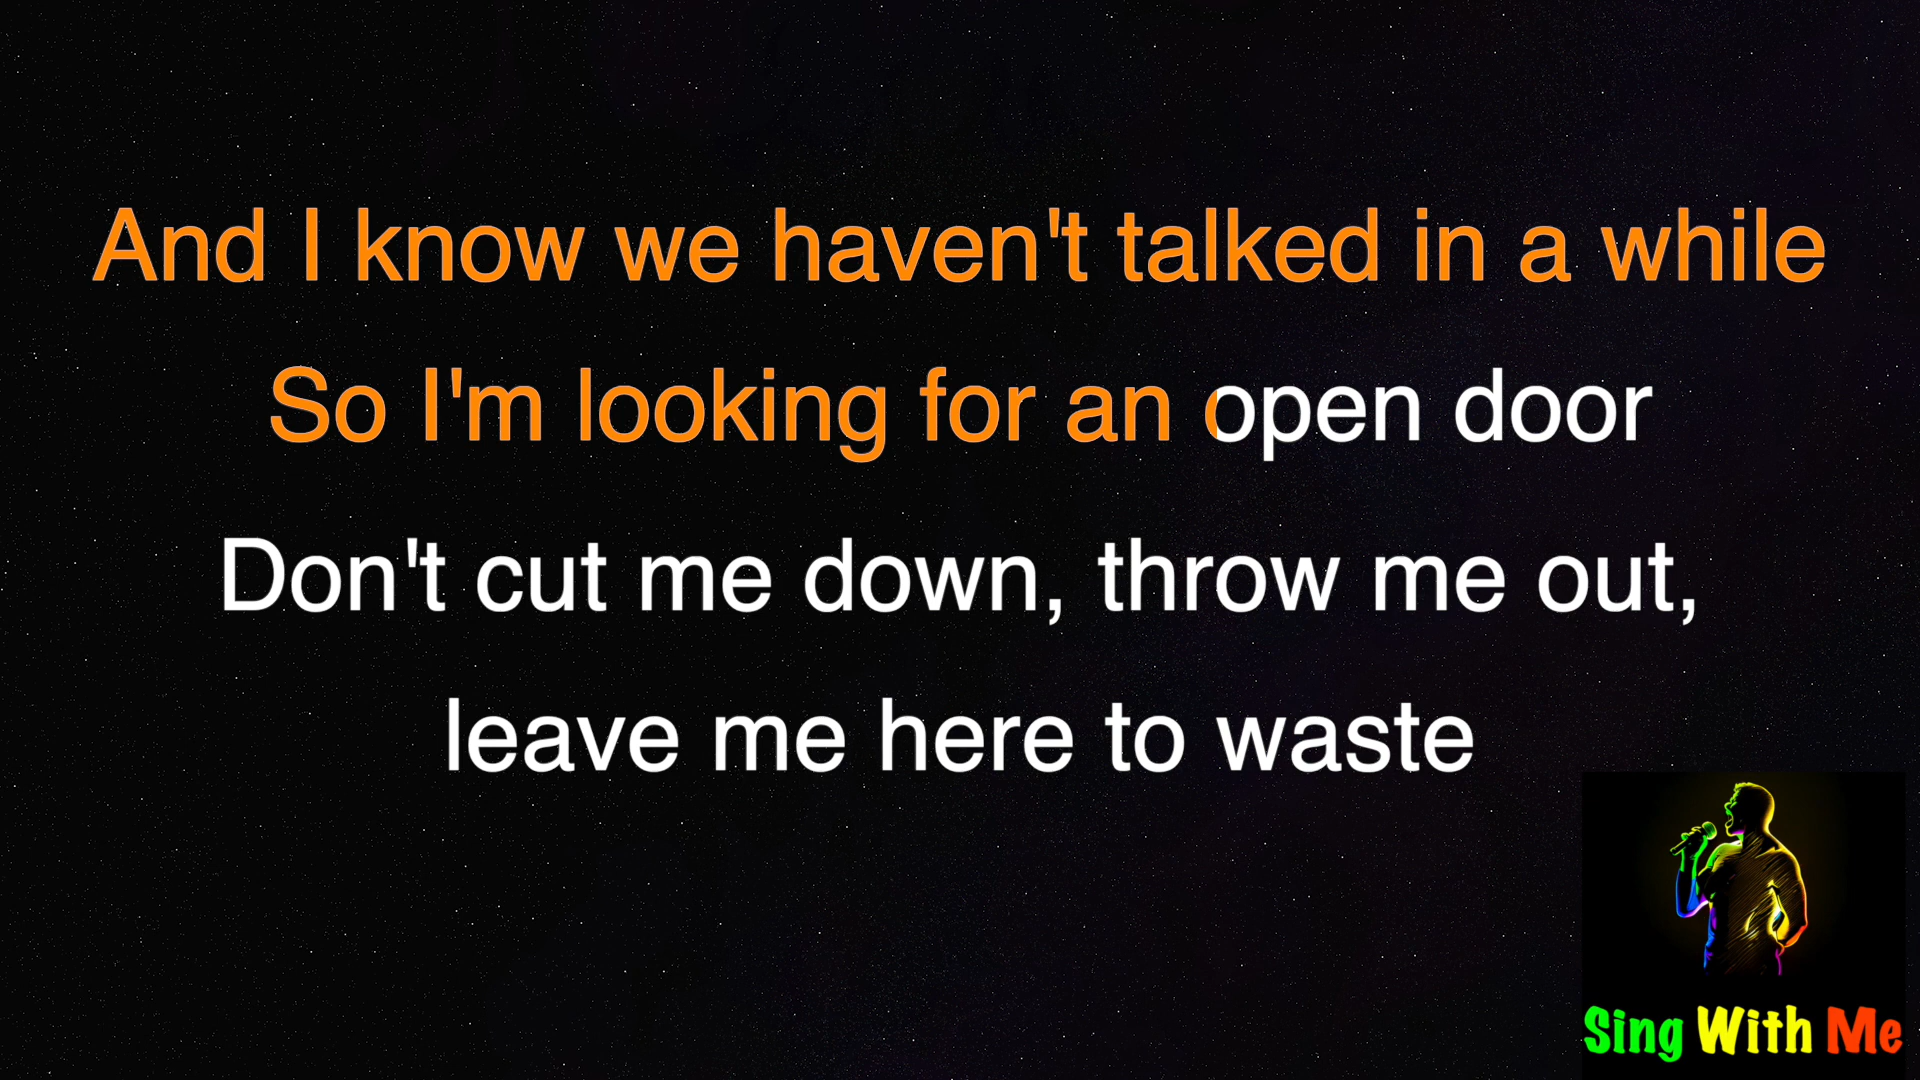 And I know we haven't talked in a while
So I'm looking for an open door
Don't cut me down, throw me out,
leave me here to waste
Sing With Me